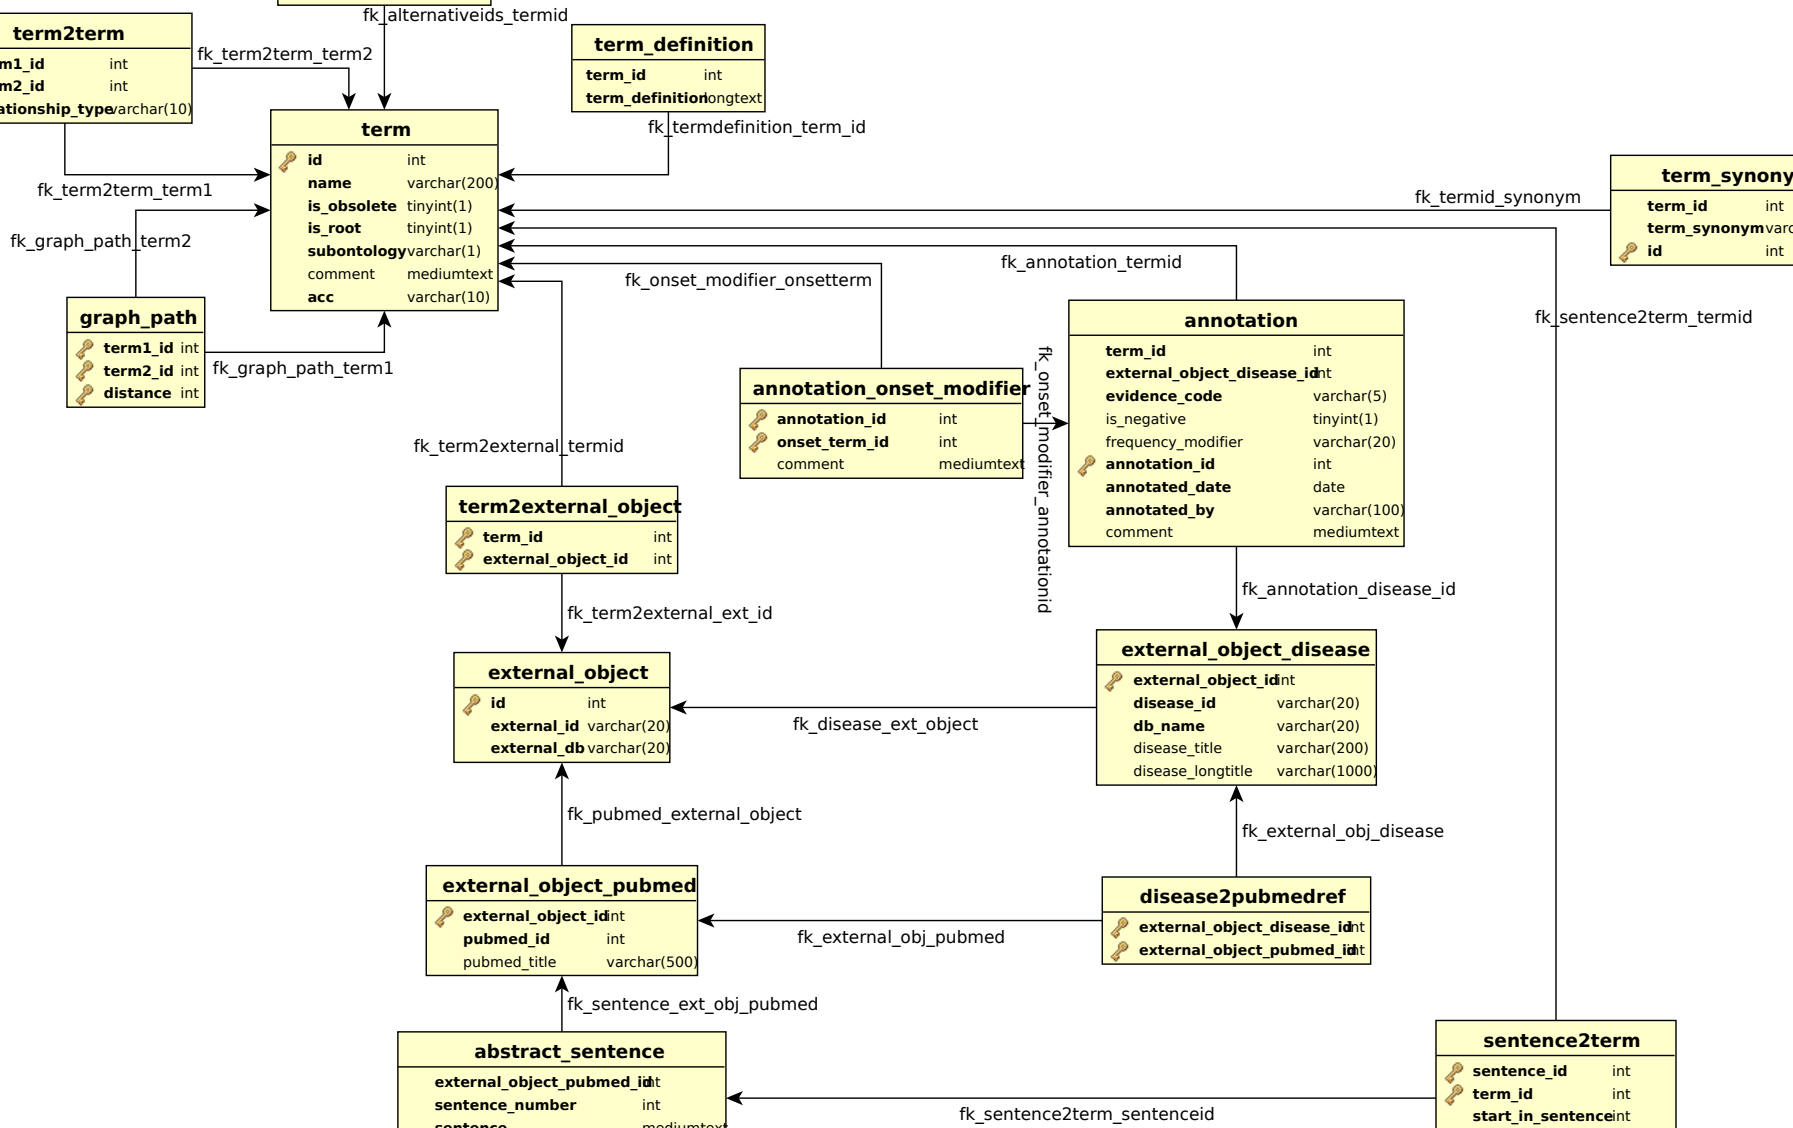 fk_alternativeids_termid
term2term
m1_id int
m2_id int
ationship_type varchar(10)
fk_term2term_term2
term_definition
term_id int
term_definition longtext
fk_termdefinition_term_id
term
id int
name varchar(200)
is_obsolete tinyint(1)
is_root tinyint(1)
subontology varchar(1)
comment mediumtext
acc varchar(10)
fk_term2term_term1
fk_graph_path_term2
graph_path
term1_id int
term2_id int
distance int
fk_graph_path_term1
term_synony
term_id int
term_synonym varc
id int
fk_termid_synonym
fk_annotation_termid
fk_onset_modifier_onsetterm
fk_sentence2term_termid
annotation
term_id int
external_object_disease_id int
evidence_code varchar(5)
is_negative tinyint(1)
frequency_modifier varchar(20)
annotation_id int
annotated_date date
annotated_by varchar(100)
comment mediumtext
annotation_onset_modifier
annotation_id int
onset_term_id int
comment mediumtext
fk_onset_modifier_annotationid
fk_term2external_termid
term2external_object
term_id int
external_object_id int
fk_term2external_ext_id
fk_annotation_disease_id
external_object
id int
external_id varchar(20)
external_db varchar(20)
external_object_disease
external_object_id int
disease_id varchar(20)
db_name varchar(20)
disease_title varchar(200)
disease_longtitle varchar(1000)
fk_disease_ext_object
fk_pubmed_external_object
fk_external_obj_disease
external_object_pubmed
external_object_id int
pubmed_id int
pubmed_title varchar(500)
disease2pubmedref
external_object_disease_id int
external_object_pubmed_id int
fk_external_obj_pubmed
fk_sentence_ext_obj_pubmed
abstract_sentence
external_object_pubmed_id int
sentence_number int
sentence mediumtext
sentence2term
sentence_id int
term_id int
start_in_sentence int
fk_sentence2term_sentenceid